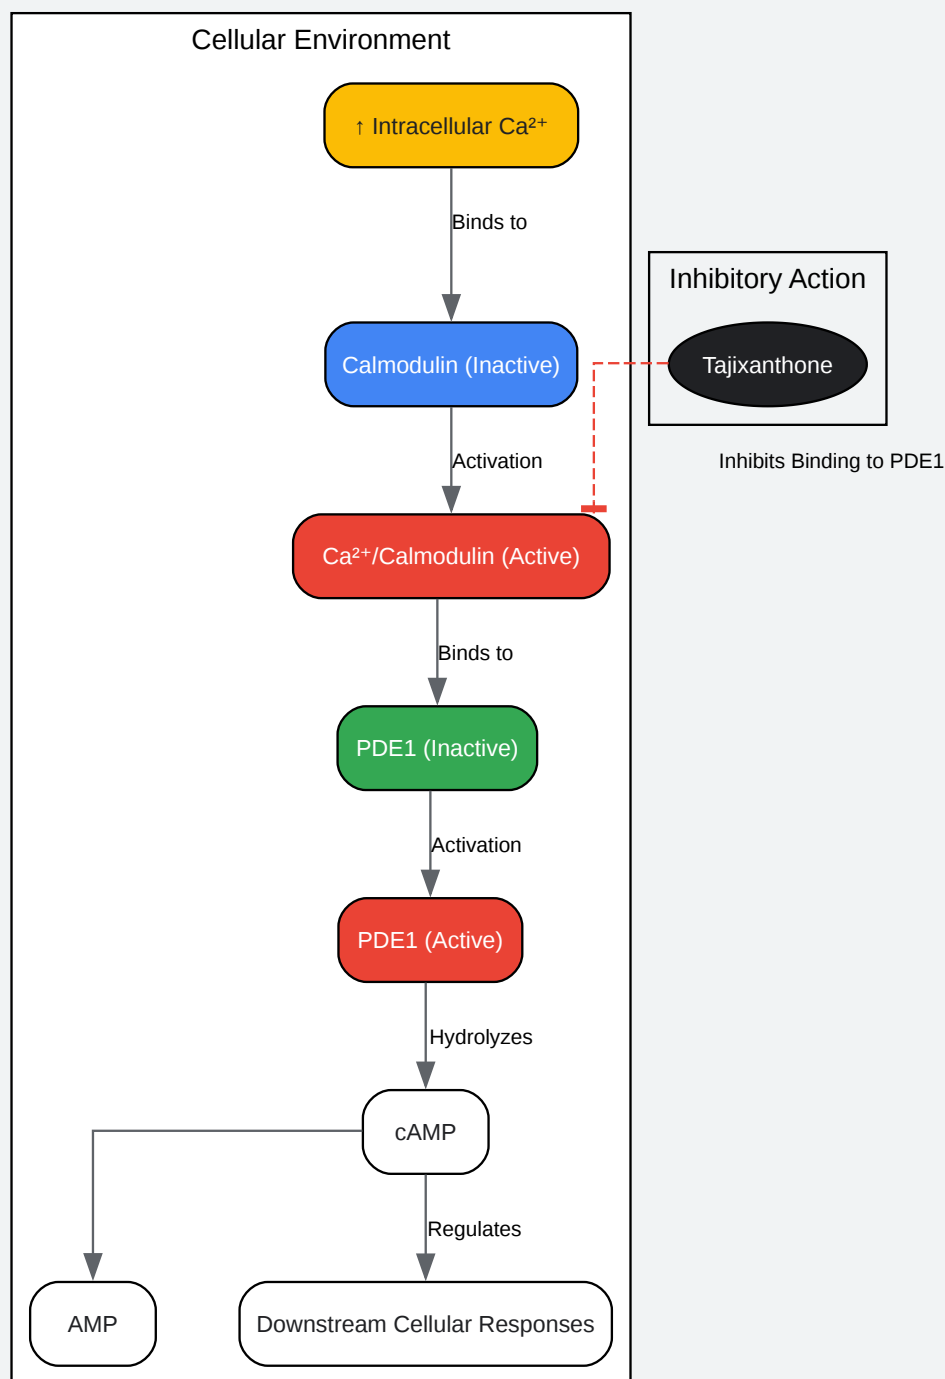 Cellular Environment
↑ Intracellular Ca²⁺
Binds to
Inhibitory Action
Calmodulin (Inactive)
Tajixanthone
Activation
Inhibits Binding to PDE1
Ca²⁺/Calmodulin (Active)
Binds to
PDE1 (Inactive)
Activation
PDE1 (Active)
Hydrolyzes
cAMP
Regulates
AMP
Downstream Cellular Responses